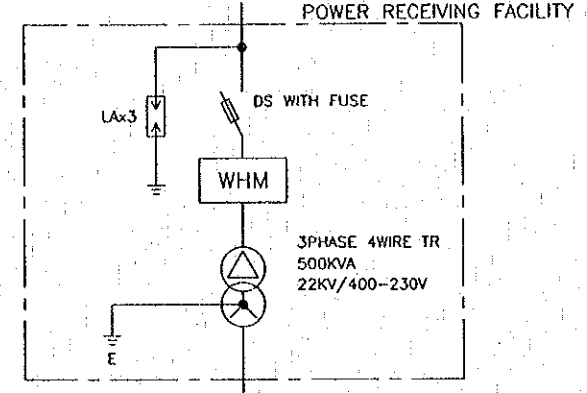 POWER RECEIVING FACILITY
DS WITH FUSE
LAx3
WHM
3PHASE 4WIRE TR
500KVA
22KV/400-230V
E